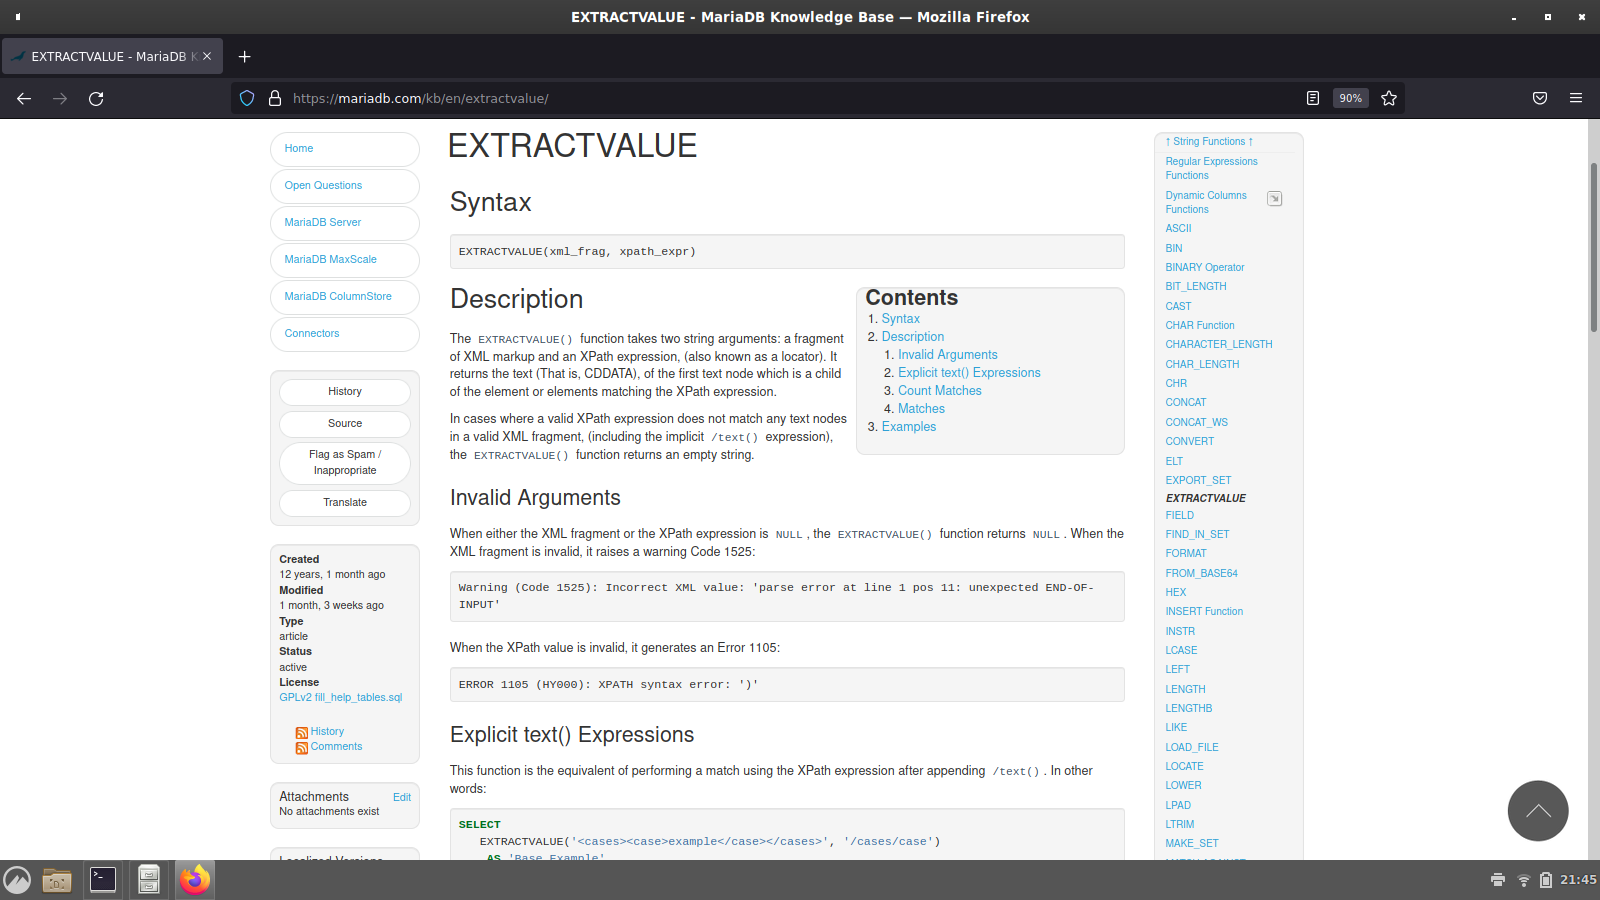 EXTRACTVALUE - MariaDB Knowledge Base — Mozilla Firefox
EXTRACTVALUE - MariaDB K
https://mariadb.com/kb/en/extractvalue/
90%
Home
Open Questions
MariaDB Server
MariaDB MaxScale
MariaDB ColumnStore
Connectors
History
Source
Flag as Spam /
Inappropriate
Translate
Created
12 years, 1 month ago
Modified
1 month, 3 weeks ago
Type
article
Status
active
License
GPLv2 fill_help_tables.sql
History
Comments
Attachments
Edit
No attachments exist
Localized Versions
EXTRACTVALUE
Syntax
EXTRACTVALUE(xml_frag, xpath_expr)
Description
The EXTRACTVALUE() function takes two string arguments: a fragment
of XML markup and an XPath expression, (also known as a locator). It
returns the text (That is, CDDATA), of the first text node which is a child
of the element or elements matching the XPath expression.
In cases where a valid XPath expression does not match any text nodes
in a valid XML fragment, (including the implicit /text() expression),
the EXTRACTVALUE() function returns an empty string.
Contents
1. Syntax
2. Description
1. Invalid Arguments
2. Explicit text() Expressions
3. Count Matches
4. Matches
3. Examples
Invalid Arguments
When either the XML fragment or the XPath expression is NULL , the EXTRACTVALUE() function returns NULL . When the
XML fragment is invalid, it raises a warning Code 1525:
Warning (Code 1525): Incorrect XML value: 'parse error at line 1 pos 11: unexpected END-OF-
INPUT'
When the XPath value is invalid, it generates an Error 1105:
ERROR 1105 (HY000): XPATH syntax error: ')'
Explicit text() Expressions
This function is the equivalent of performing a match using the XPath expression after appending /text() . In other
words:
SELECT
EXTRACTVALUE('<cases><case>example</case></cases>', '/cases/case')
AS 'Base Example'
↑ String Functions ↑
Regular Expressions
Functions
Dynamic Columns
Functions
ASCII
BIN
BINARY Operator
BIT_LENGTH
CAST
CHAR Function
CHARACTER_LENGTH
CHAR_LENGTH
CHR
CONCAT
CONCAT_WS
CONVERT
ELT
EXPORT_SET
EXTRACTVALUE
FIELD
FIND_IN_SET
FORMAT
FROM_BASE64
HEX
INSERT Function
INSTR
LCASE
LEFT
LENGTH
LENGTHB
LIKE
LOAD_FILE
LOCATE
LOWER
LPAD
LTRIM
MAKE_SET
21:45